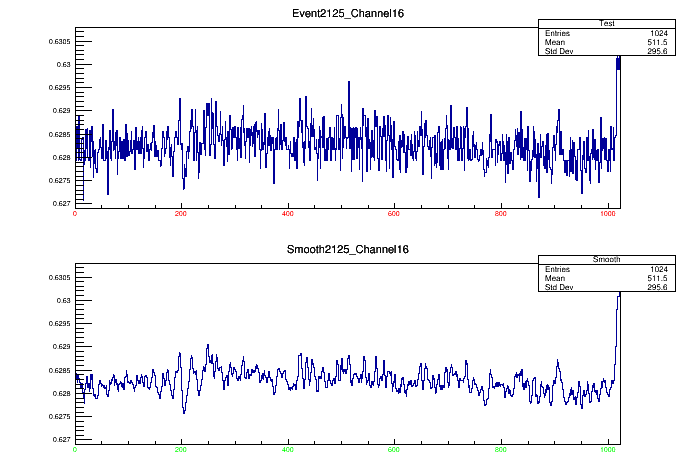 Event2125_Channel16
Test
Entries 1024
Mean 511.5
Std Dev 295.6
0.6305
0.63
0.6295
0.629
0.6285
0.628
0.6275
0.627
0 200 400 600 800 1000
Smooth2125_Channel16
Smooth
Entries 1024
Mean 511.5
Std Dev 295.6
0.6305
0.63
0.6295
0.629
0.6285
0.628
0.6275
0.627
0 200 400 600 800 1000